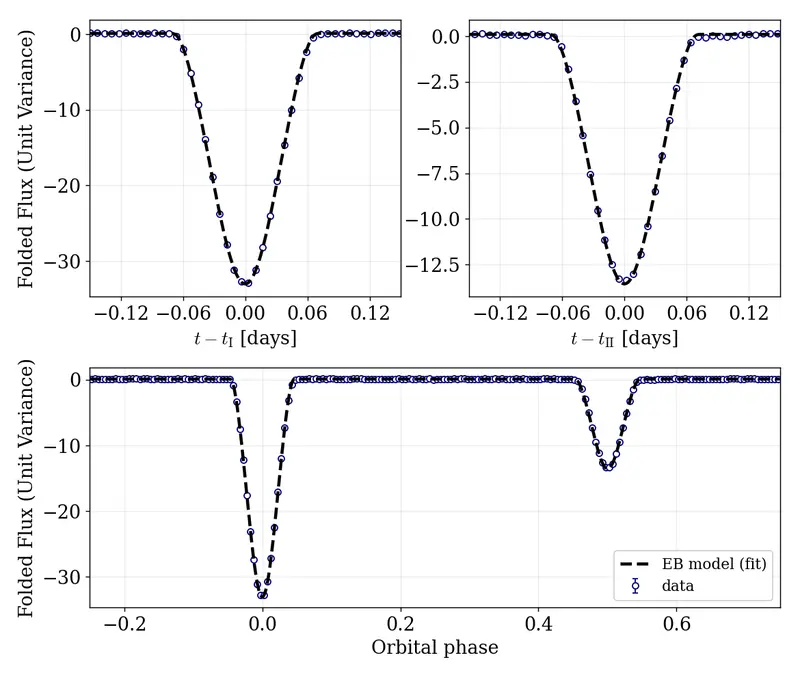 Folded Flux (Unit Variance)
0
−10
−20
−30
−0.12 −0.06 0.00 0.06 0.12
t − t_I [days]
0.0
−2.5
−5.0
−7.5
−10.0
−12.5
−0.12 −0.06 0.00 0.06 0.12
t − t_II [days]
Folded Flux (Unit Variance)
0
−10
−20
−30
EB model (fit)
data
−0.2 0.0 0.2 0.4 0.6
Orbital phase